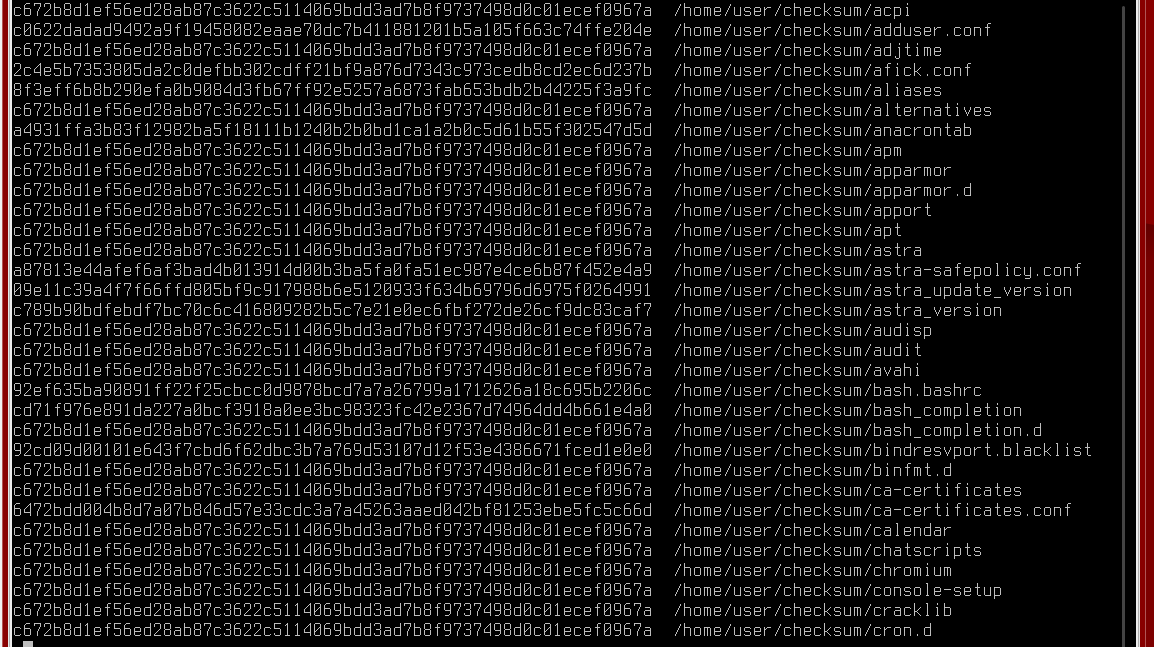 c672b8d1ef56ed28ab87c3622c5114069bdd3ad7b8f9737498d0c01ecef0967a  /home/user/checksum/acpi
c0622dadad9492a9f19458082eaae70dc7b411881201b5a105f663c74ffe204e  /home/user/checksum/adduser.conf
c672b8d1ef56ed28ab87c3622c5114069bdd3ad7b8f9737498d0c01ecef0967a  /home/user/checksum/adjtime
2c4e5b7353805da2c0defbb302cdff21bf9a876d7343c973cedb8cd2ec6d237b  /home/user/checksum/afick.conf
8f3eff6b8b290efa0b9084d3fb67ff92e5257a6873fab653bdb2b44225f3a9fc  /home/user/checksum/aliases
c672b8d1ef56ed28ab87c3622c5114069bdd3ad7b8f9737498d0c01ecef0967a  /home/user/checksum/alternatives
a4931ffa3b83f12982ba5f18111b1240b2b0bd1ca1a2b0c5d61b55f302547d5d  /home/user/checksum/anacrontab
c672b8d1ef56ed28ab87c3622c5114069bdd3ad7b8f9737498d0c01ecef0967a  /home/user/checksum/apm
c672b8d1ef56ed28ab87c3622c5114069bdd3ad7b8f9737498d0c01ecef0967a  /home/user/checksum/apparmor
c672b8d1ef56ed28ab87c3622c5114069bdd3ad7b8f9737498d0c01ecef0967a  /home/user/checksum/apparmor.d
c672b8d1ef56ed28ab87c3622c5114069bdd3ad7b8f9737498d0c01ecef0967a  /home/user/checksum/apport
c672b8d1ef56ed28ab87c3622c5114069bdd3ad7b8f9737498d0c01ecef0967a  /home/user/checksum/apt
c672b8d1ef56ed28ab87c3622c5114069bdd3ad7b8f9737498d0c01ecef0967a  /home/user/checksum/astra
a87813e44afef6af3bad4b013914d00b3ba5fa0fa51ec987e4ce6b87f452e4a9  /home/user/checksum/astra-safepolicy.conf
09e11c39a4f7f66ffd805bf9c917988b6e5120933f634b69796d6975f0264991  /home/user/checksum/astra_update_version
c789b90bdfebdf7bc70c6c416809282b5c7e21e0ec6fbf272de26cf9dc83caf7  /home/user/checksum/astra_version
c672b8d1ef56ed28ab87c3622c5114069bdd3ad7b8f9737498d0c01ecef0967a  /home/user/checksum/audisp
c672b8d1ef56ed28ab87c3622c5114069bdd3ad7b8f9737498d0c01ecef0967a  /home/user/checksum/audit
c672b8d1ef56ed28ab87c3622c5114069bdd3ad7b8f9737498d0c01ecef0967a  /home/user/checksum/avahi
92ef635ba90891ff22f25cbcc0d9878bcd7a7a26799a1712626a18c695b2206c  /home/user/checksum/bash.bashrc
cd71f976e891da227a0bcf3918a0ee3bc98323fc42e2367d74964dd4b661e4a0  /home/user/checksum/bash_completion
c672b8d1ef56ed28ab87c3622c5114069bdd3ad7b8f9737498d0c01ecef0967a  /home/user/checksum/bash_completion.d
92cd09d00101e643f7cbd6f62dbc3b7a769d53107d12f53e4386671fced1e0e0  /home/user/checksum/bindresvport.blacklist
c672b8d1ef56ed28ab87c3622c5114069bdd3ad7b8f9737498d0c01ecef0967a  /home/user/checksum/binfmt.d
c672b8d1ef56ed28ab87c3622c5114069bdd3ad7b8f9737498d0c01ecef0967a  /home/user/checksum/ca-certificates
6472bdd004b8d7a07b846d57e33cdc3a7a45263aaed042bf81253ebe5fc5c66d  /home/user/checksum/ca-certificates.conf
c672b8d1ef56ed28ab87c3622c5114069bdd3ad7b8f9737498d0c01ecef0967a  /home/user/checksum/calendar
c672b8d1ef56ed28ab87c3622c5114069bdd3ad7b8f9737498d0c01ecef0967a  /home/user/checksum/chatscripts
c672b8d1ef56ed28ab87c3622c5114069bdd3ad7b8f9737498d0c01ecef0967a  /home/user/checksum/chromium
c672b8d1ef56ed28ab87c3622c5114069bdd3ad7b8f9737498d0c01ecef0967a  /home/user/checksum/console-setup
c672b8d1ef56ed28ab87c3622c5114069bdd3ad7b8f9737498d0c01ecef0967a  /home/user/checksum/cracklib
c672b8d1ef56ed28ab87c3622c5114069bdd3ad7b8f9737498d0c01ecef0967a  /home/user/checksum/cron.d